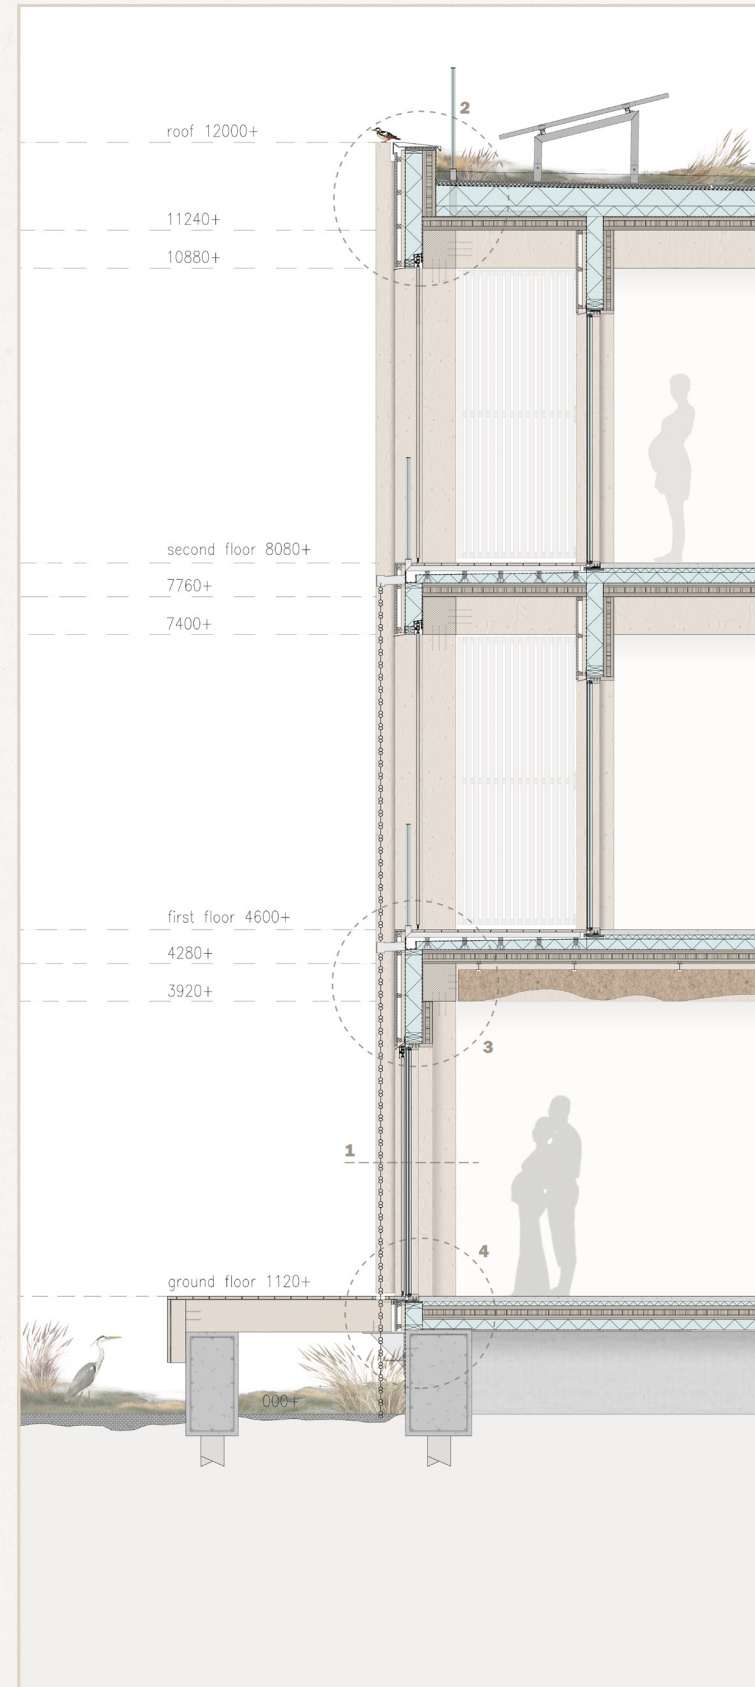 2
roof 12000+
11240+
10880+
second floor 8080+
7760+
7400+
first floor 4600+
4280+
3920+
3
1
4
ground floor 1120+
000+